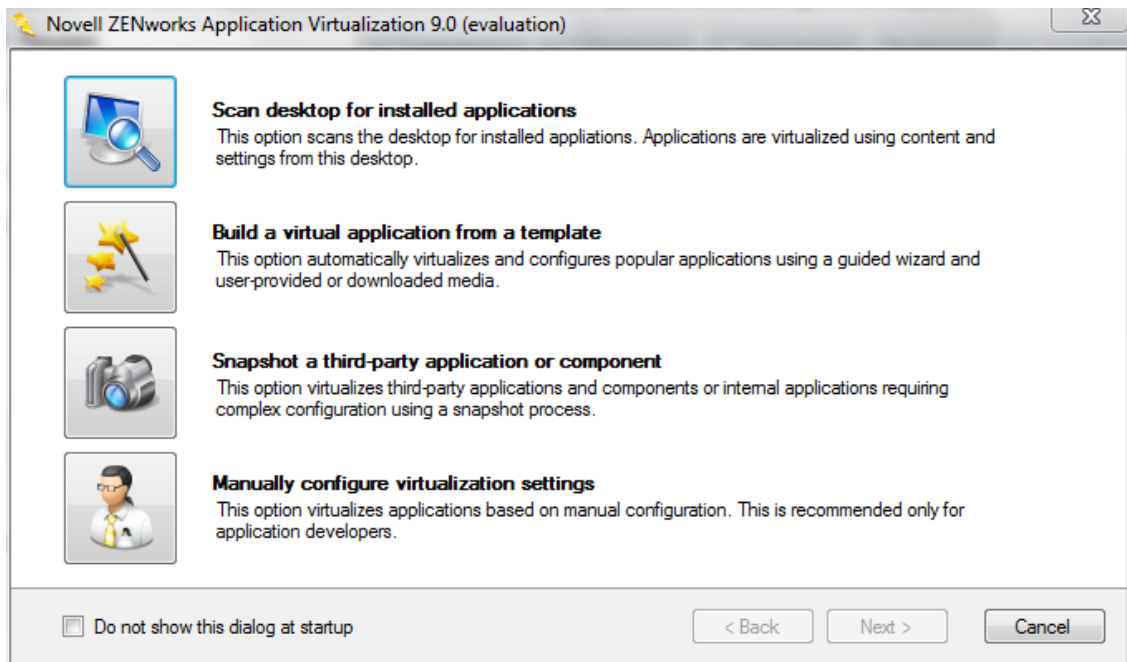 Novell ZENworks Application Virtualization 9.0 (evaluation)
Scan desktop for installed applications
This option scans the desktop for installed appliations. Applications are virtualized using content and
settings from this desktop.
Build a virtual application from a template
This option automatically virtualizes and configures popular applications using a guided wizard and
user-provided or downloaded media.
Snapshot a third-party application or component
This option virtualizes third-party applications and components or internal applications requiring
complex configuration using a snapshot process.
Manually configure virtualization settings
This option virtualizes applications based on manual configuration. This is recommended only for
application developers.
Do not show this dialog at startup
< Back
Next >
Cancel